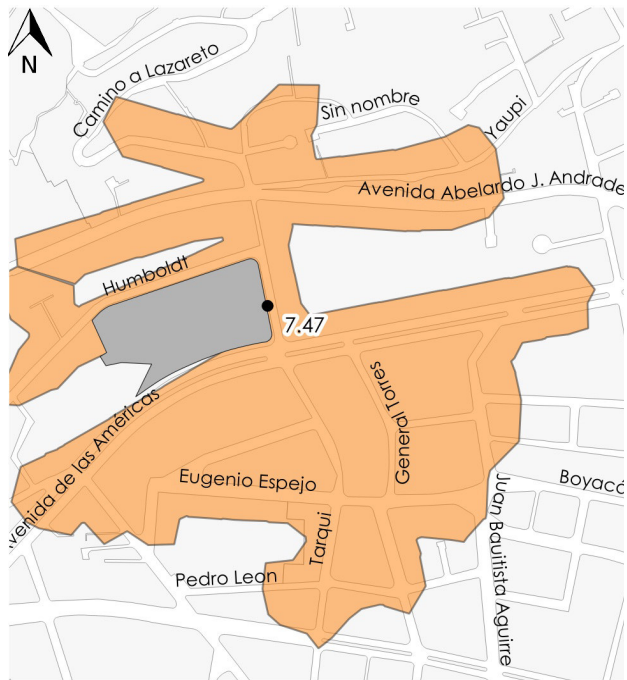 N
Camino a Lazareto
Sin nombre
Yaupi
Avenida Abelardo J. Andrade
Humboldt
7.47
General Torres
Avenida de las Américas
Eugenio Espejo
Boyacá
Tarqui
Juan Bautista Aguirre
Pedro Leon